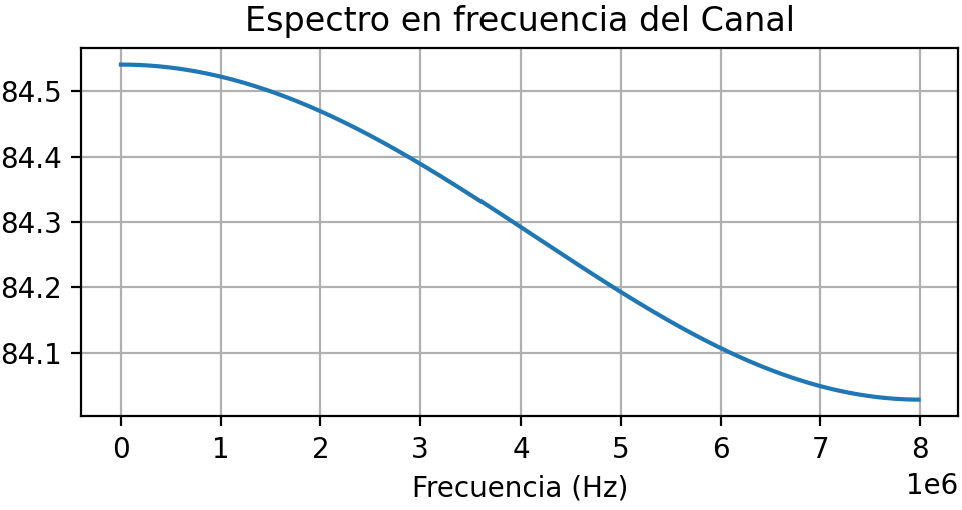 Espectro en frecuencia del Canal
84.5
84.4
84.3
84.2
84.1
0 1 2 3 4 5 6 7 8
Frecuencia (Hz)
1e6